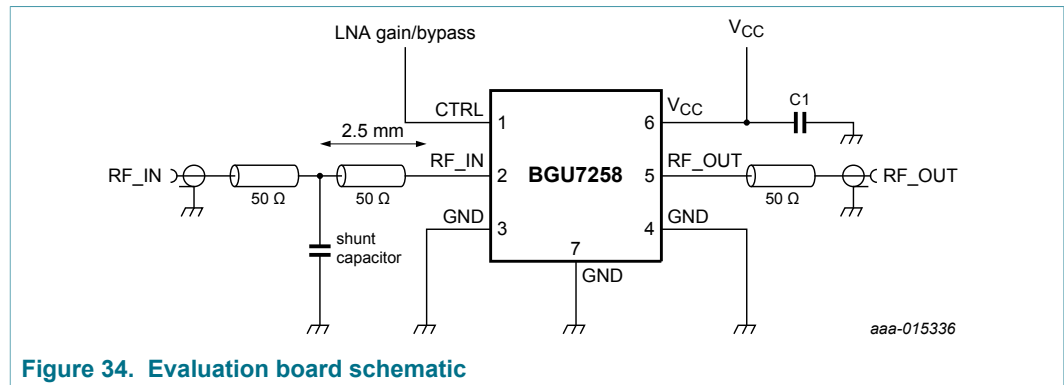 LNA gain/bypass
VCC
CTRL
1
VCC
6
C1
2.5 mm
RF_IN
50 Ω
50 Ω
RF_IN
2
BGU7258
5
RF_OUT
50 Ω
RF_OUT
GND
3
4
GND
shunt
capacitor
7
GND
aaa-015336
Figure 34. Evaluation board schematic